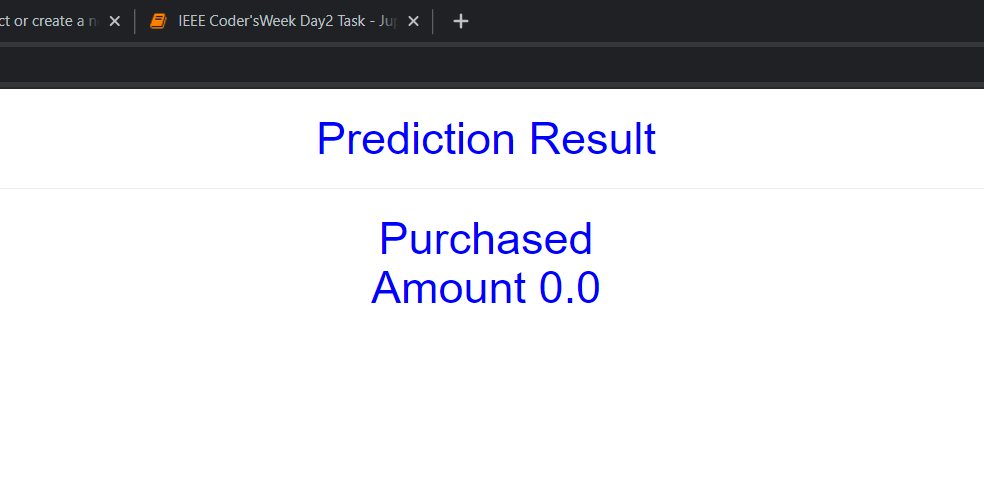 ct or create a n
IEEE Coder'sWeek Day2 Task - Jup
Prediction Result
Purchased
Amount 0.0